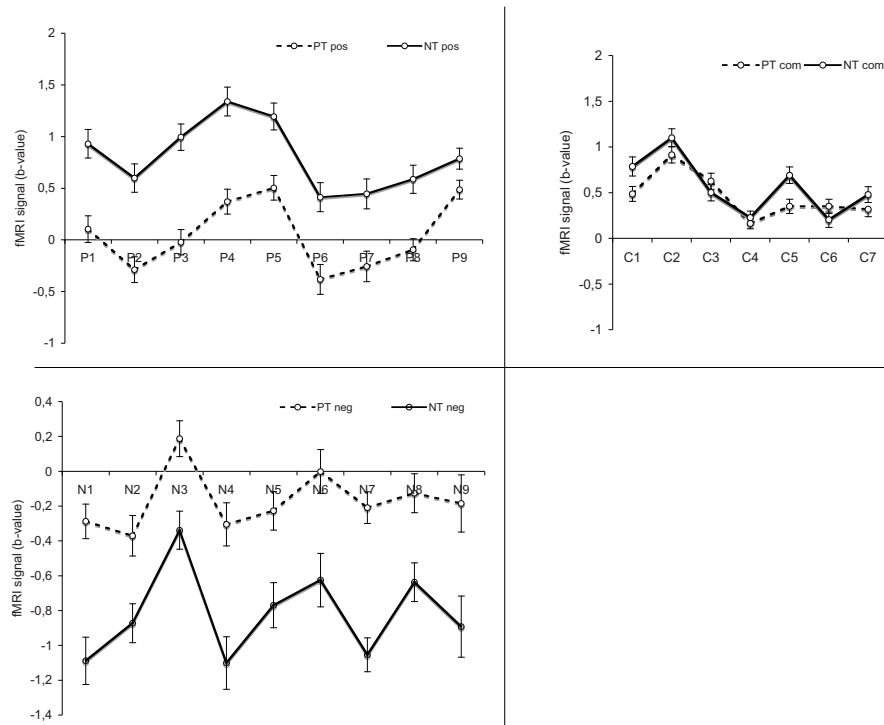 PT pos NT pos
fMRI signal (b-value)
2
1,5
1
0,5
0
-0,5
-1
P1 P2 P3 P4 P5 P6 P7 P8 P9
PT com NT com
fMRI signal (b-value)
2
1,5
1
0,5
0
-0,5
-1
C1 C2 C3 C4 C5 C6 C7
PT neg NT neg
fMRI signal (b-value)
0,4
0,2
0
-0,2
-0,4
-0,6
-0,8
-1
-1,2
-1,4
N1 N2 N3 N4 N5 N6 N7 N8 N9